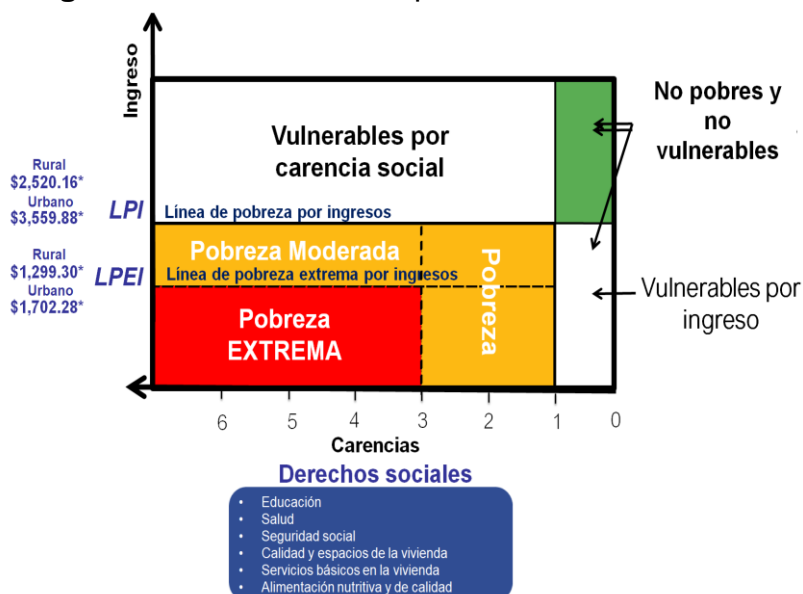 Ingreso
Vulnerables por
carencia social
No pobres y
no
vulnerables
Rural
$2,520.16*
Urbano
$3,559.88*
LPI
Línea de pobreza por ingresos
Rural
$1,299.30*
Urbano
$1,702.28*
LPEI
Pobreza Moderada
Línea de pobreza extrema por ingresos
Pobreza
EXTREMA
Pobreza
Vulnerables por
ingreso
6 5 4 3 2 1 0
Carencias
Derechos sociales
• Educación
• Salud
• Seguridad social
• Calidad y espacios de la vivienda
• Servicios básicos en la vivienda
• Alimentación nutritiva y de calidad